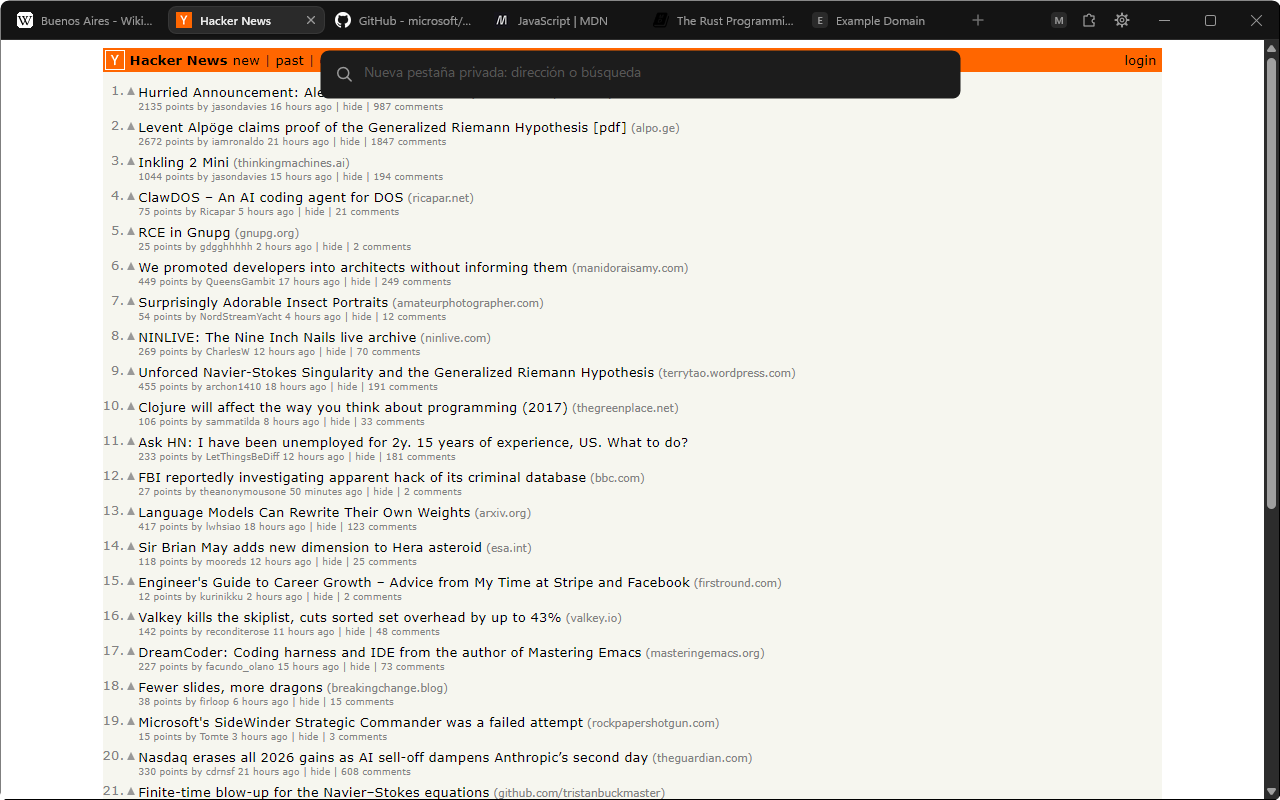 Buenos Aires - Wiki...
Hacker News
GitHub - microsoft/...
JavaScript | MDN
The Rust Programmi...
E Example Domain
M
Y Hacker News new | past |
Nueva pestaña privada: dirección o búsqueda
login
1. Hurried Announcement: Ale
2135 points by jasondavies 16 hours ago | hide | 987 comments
2. Levent Alpöge claims proof of the Generalized Riemann Hypothesis [pdf] (alpo.ge)
2672 points by iamronaldo 21 hours ago | hide | 1847 comments
3. Inkling 2 Mini (thinkingmachines.ai)
1044 points by jasondavies 15 hours ago | hide | 194 comments
4. ClawDOS – An AI coding agent for DOS (ricapar.net)
75 points by Ricapar 5 hours ago | hide | 21 comments
5. RCE in Gnupg (gnupg.org)
25 points by gdgghhhhh 2 hours ago | hide | 2 comments
6. We promoted developers into architects without informing them (manidoraisamy.com)
449 points by QueensGambit 17 hours ago | hide | 249 comments
7. Surprisingly Adorable Insect Portraits (amateurphotographer.com)
54 points by NordStreamYacht 4 hours ago | hide | 12 comments
8. NINLIVE: The Nine Inch Nails live archive (ninlive.com)
269 points by CharlesW 12 hours ago | hide | 70 comments
9. Unforced Navier-Stokes Singularity and the Generalized Riemann Hypothesis (terrytao.wordpress.com)
455 points by archon1410 18 hours ago | hide | 191 comments
10. Clojure will affect the way you think about programming (2017) (thegreenplace.net)
106 points by sammatilda 8 hours ago | hide | 33 comments
11. Ask HN: I have been unemployed for 2y. 15 years of experience, US. What to do?
233 points by LetThingsBeDiff 12 hours ago | hide | 181 comments
12. FBI reportedly investigating apparent hack of its criminal database (bbc.com)
27 points by theanonymousone 50 minutes ago | hide | 2 comments
13. Language Models Can Rewrite Their Own Weights (arxiv.org)
417 points by lwhsiao 18 hours ago | hide | 123 comments
14. Sir Brian May adds new dimension to Hera asteroid (esa.int)
118 points by mooreds 12 hours ago | hide | 25 comments
15. Engineer's Guide to Career Growth – Advice from My Time at Stripe and Facebook (firstround.com)
12 points by kurinikku 2 hours ago | hide | 2 comments
16. Valkey kills the skiplist, cuts sorted set overhead by up to 43% (valkey.io)
142 points by reconditerose 11 hours ago | hide | 48 comments
17. DreamCoder: Coding harness and IDE from the author of Mastering Emacs (masteringemacs.org)
227 points by facundo_olano 15 hours ago | hide | 73 comments
18. Fewer slides, more dragons (breakingchange.blog)
38 points by firloop 6 hours ago | hide | 15 comments
19. Microsoft's SideWinder Strategic Commander was a failed attempt (rockpapershotgun.com)
15 points by Tomte 3 hours ago | hide | 3 comments
20. Nasdaq erases all 2026 gains as AI sell-off dampens Anthropic’s second day (theguardian.com)
330 points by cdrnsf 21 hours ago | hide | 608 comments
21. Finite-time blow-up for the Navier–Stokes equations (github.com/tristanbuckmaster)